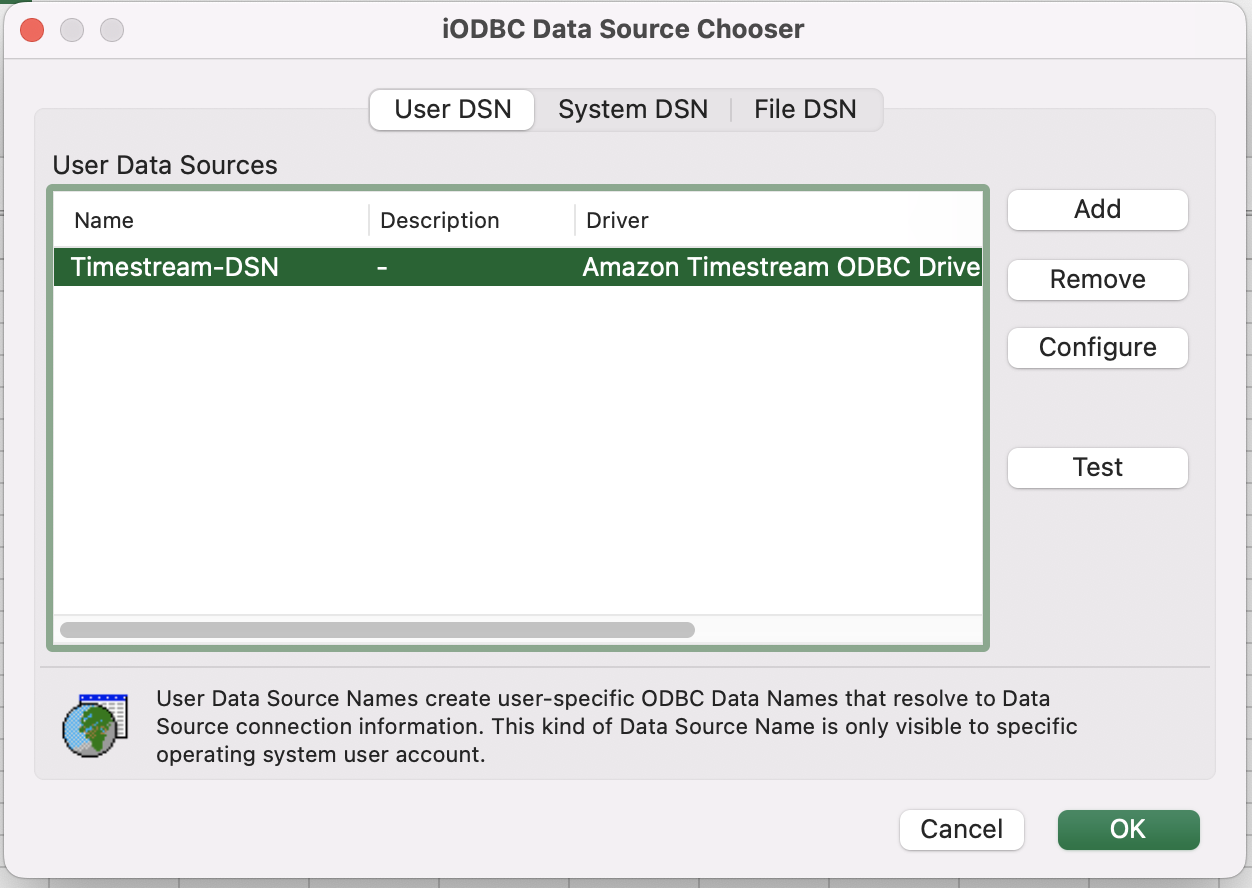 iODBC Data Source Chooser
User DSN System DSN File DSN
User Data Sources
Name Description Driver
Timestream-DSN - Amazon Timestream ODBC Drive
Add
Remove
Configure
Test
User Data Source Names create user-specific ODBC Data Names that resolve to Data
Source connection information. This kind of Data Source Name is only visible to specific
operating system user account.
Cancel OK